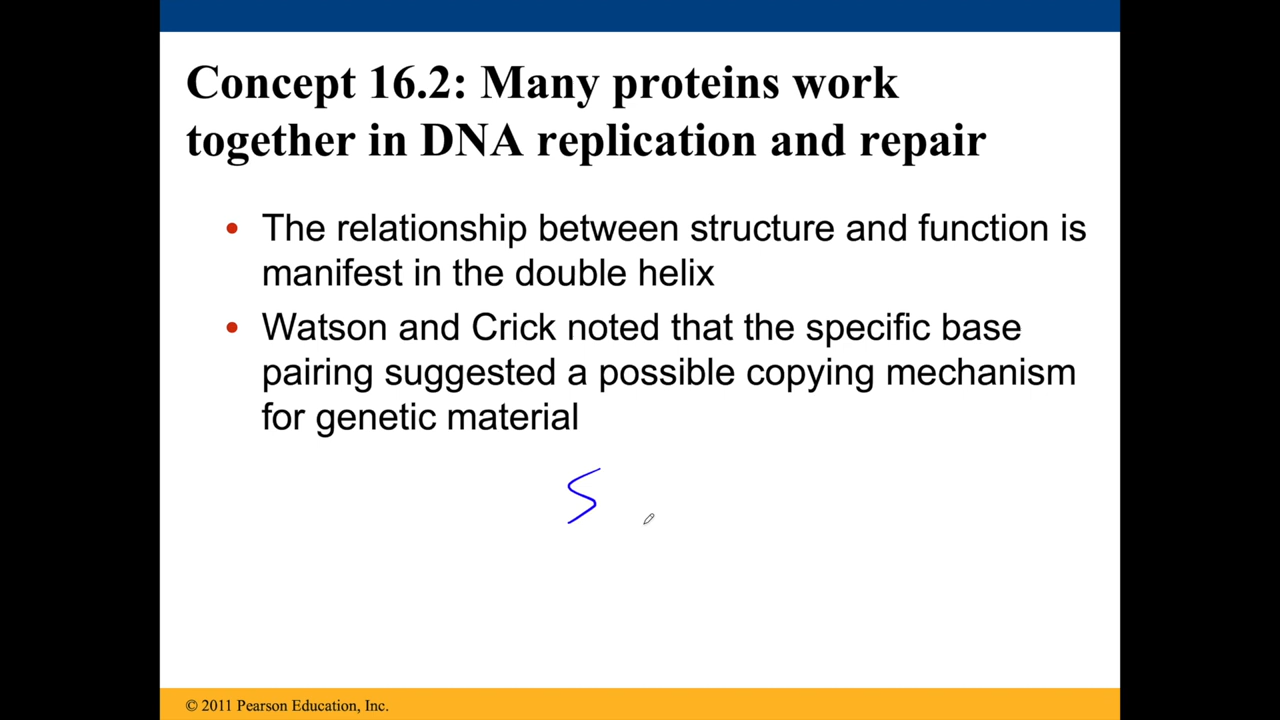 Concept 16.2: Many proteins work
together in DNA replication and repair
• The relationship between structure and function is
manifest in the double helix
• Watson and Crick noted that the specific base
pairing suggested a possible copying mechanism
for genetic material
S
© 2011 Pearson Education, Inc.